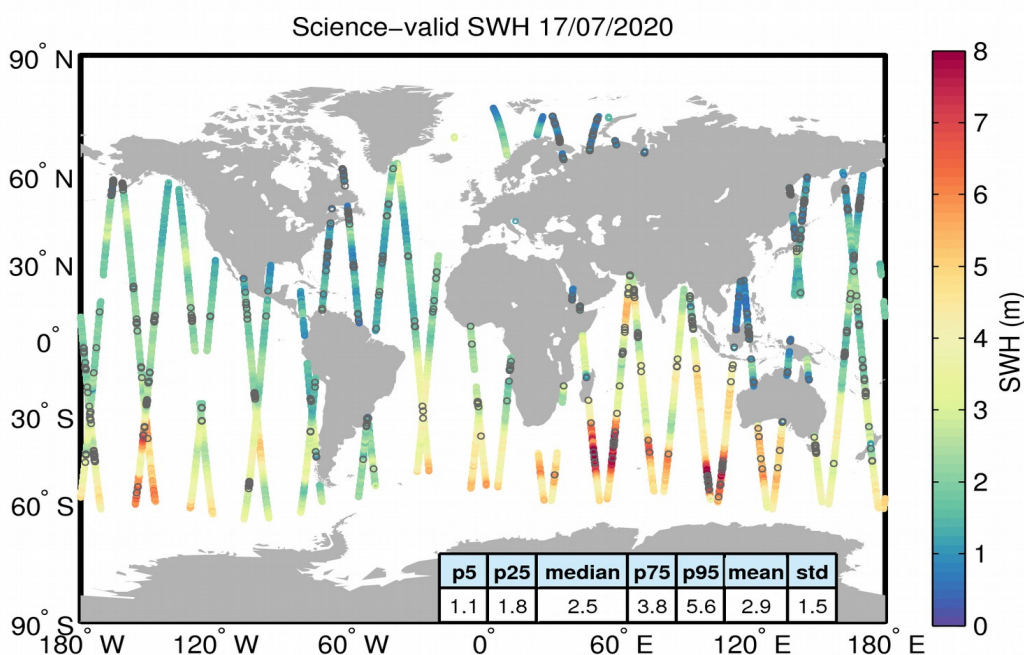 Science−valid SWH 17/07/2020
90° N
60° N
30° N
0°
30° S
60° S
90° S
180° W
120° W
60° W
0°
60° E
120° E
180° E
p5 p25 median p75 p95 mean std
1.1 1.8 2.5 3.8 5.6 2.9 1.5
8
7
6
5
4
3
2
1
0
SWH (m)